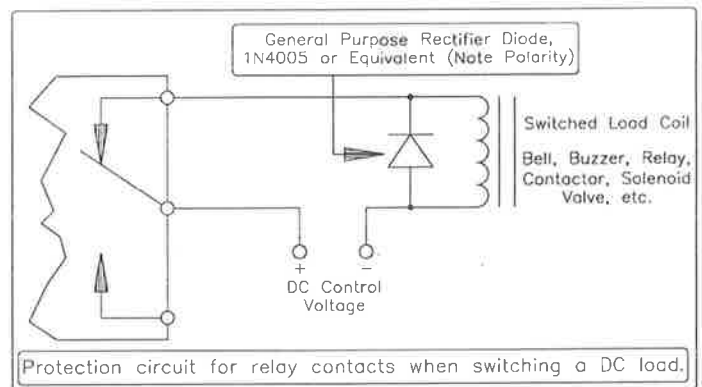 General Purpose Rectifier Diode,
1N4005 or Equivalent (Note Polarity)
Switched Load Coil
Bell, Buzzer, Relay,
Contactor, Solenoid
Valve, etc.
+ −
DC Control
Voltage
Protection circuit for relay contacts when switching a DC load.